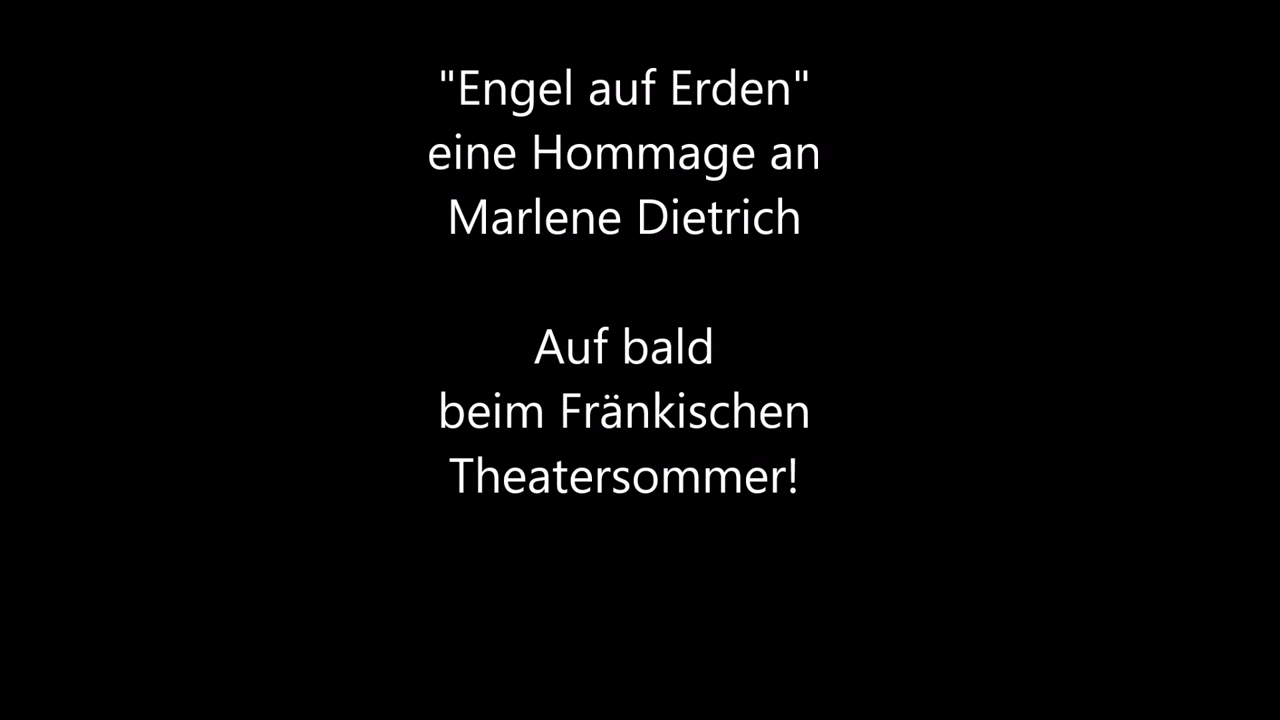 "Engel auf Erden"
eine Hommage an
Marlene Dietrich
Auf bald
beim Fränkischen
Theatersommer!